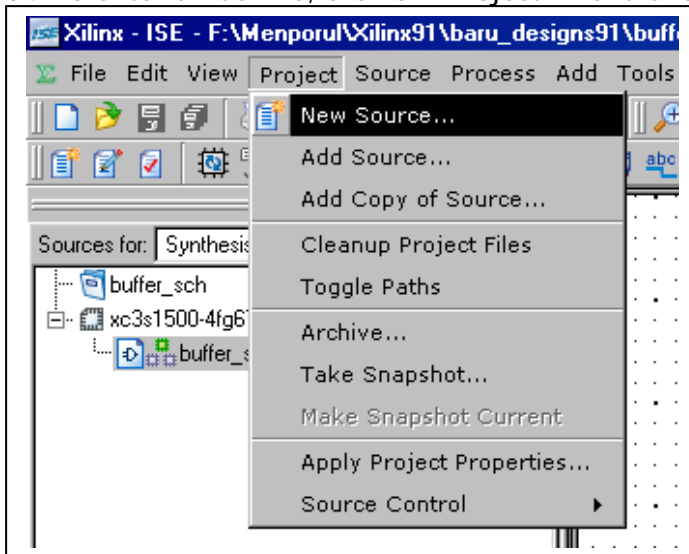 Xilinx - ISE - F:\Menporul\Xilinx91\baru_designs91\buff
File Edit View Project Source Process Add Tools
New Source...
Add Source...
abc
Add Copy of Source...
Sources for: Synthesis
Cleanup Project Files
buffer_sch
Toggle Paths
xc3s1500-4fg6
Archive...
buffer_s
Take Snapshot...
Make Snapshot Current
Apply Project Properties...
Source Control